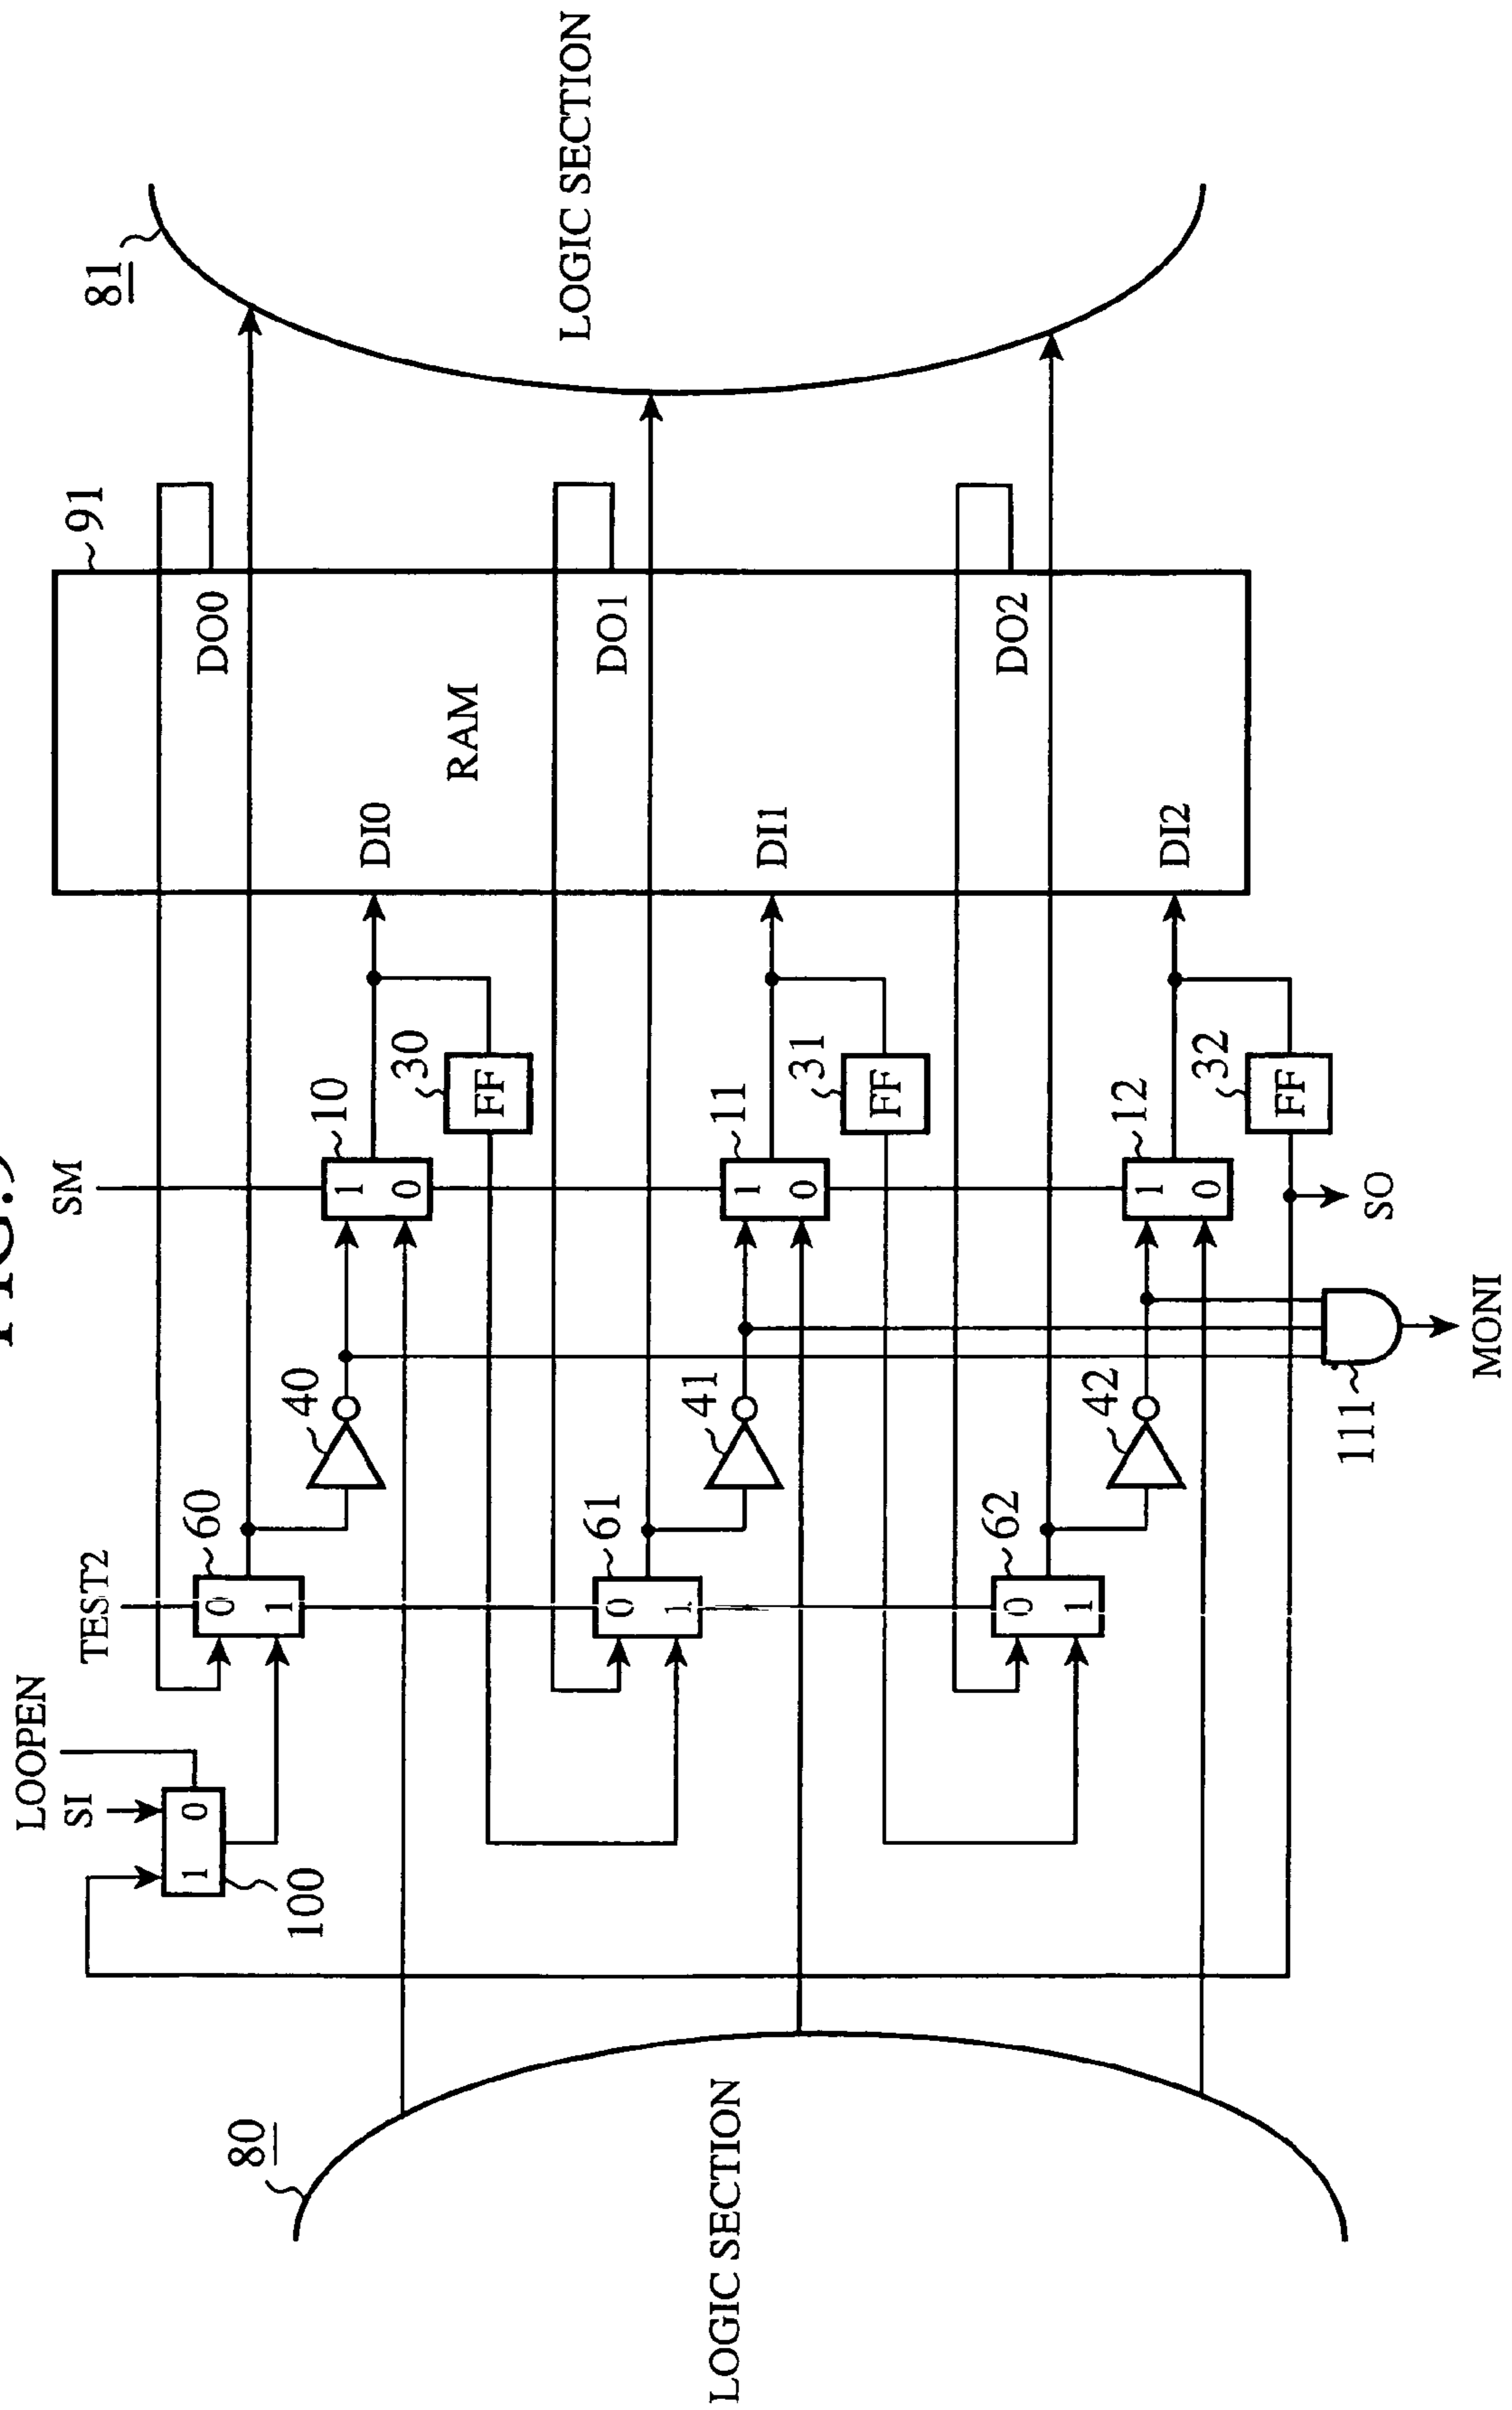 FIG.9
LOOPEN
SI
1 0
100
TEST2
SM
60
0 1
40
10
1 0
30
FF
DI0
DO0
91
RAM
61
0 1
41
11
1 0
31
FF
DI1
DO1
62
0 1
42
12
1 0
32
FF
DI2
DO2
80
LOGIC SECTION
81
LOGIC SECTION
SO
111
MONI